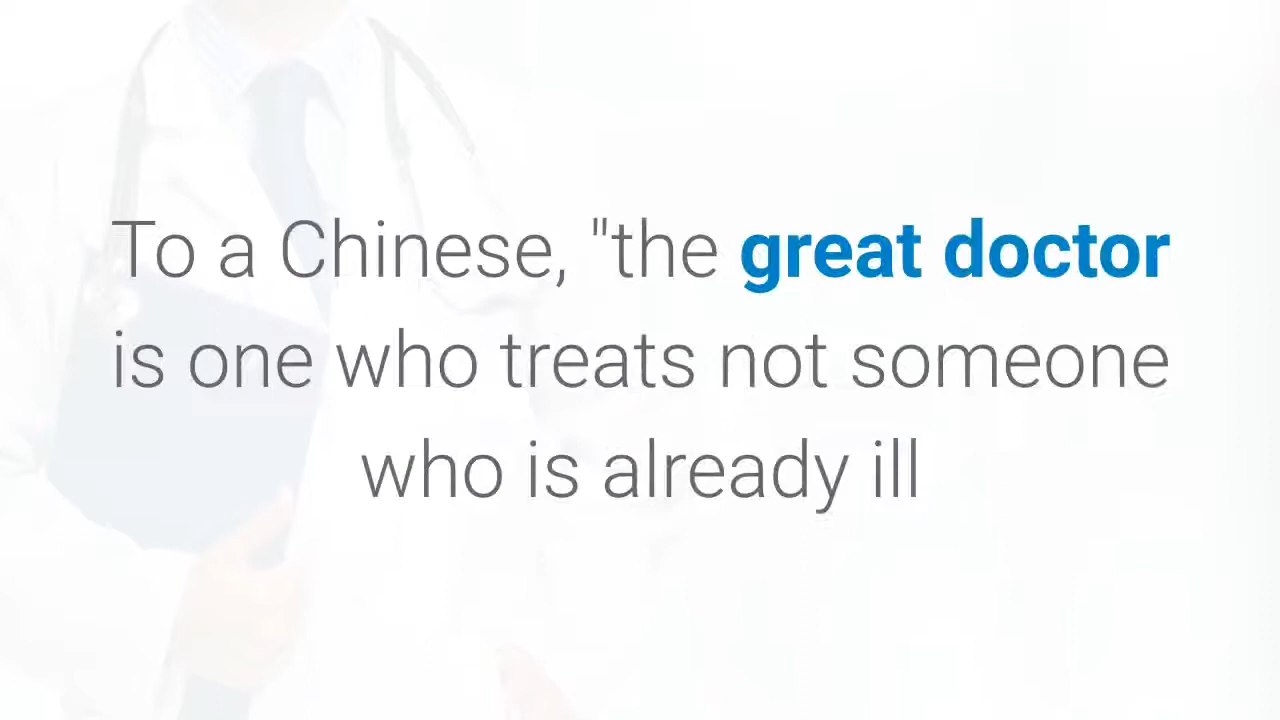 To a Chinese, "the great doctor
is one who treats not someone
who is already ill